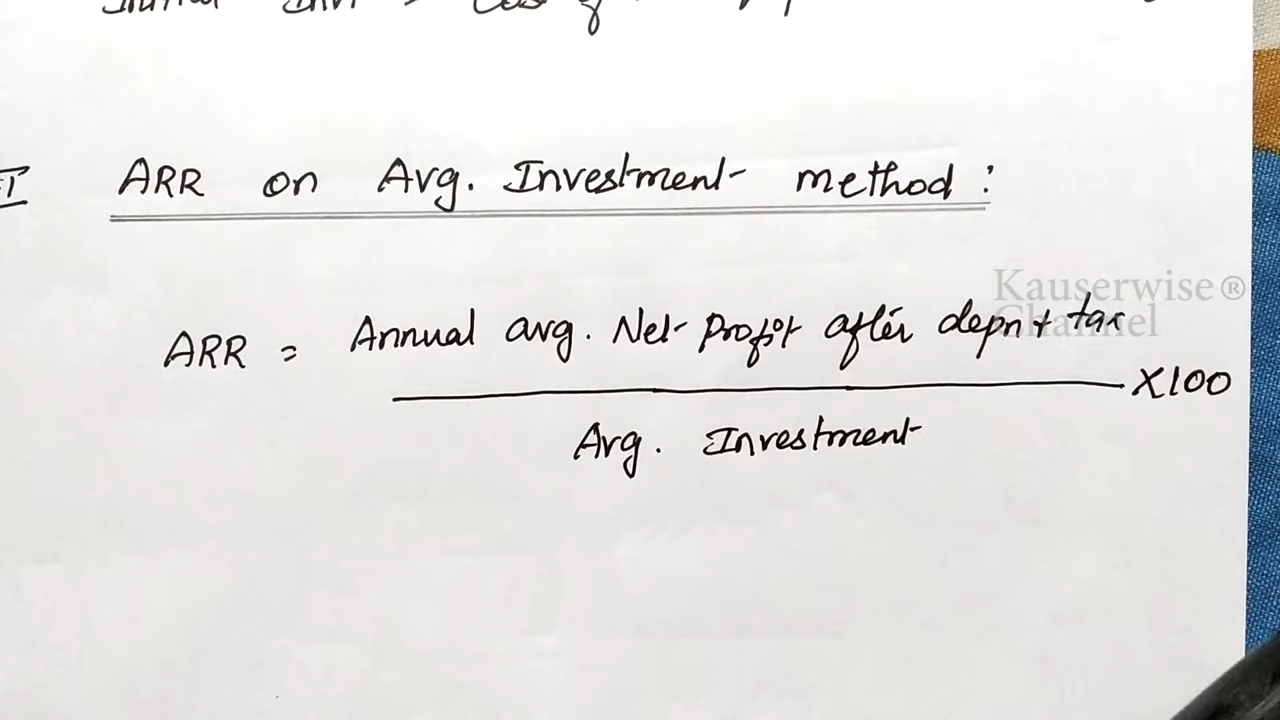 ARR on Avg. Investment method :
Kauserwise®
Channel
ARR = Annual avg. Net Profit after depn + tax
X100
Avg. Investment